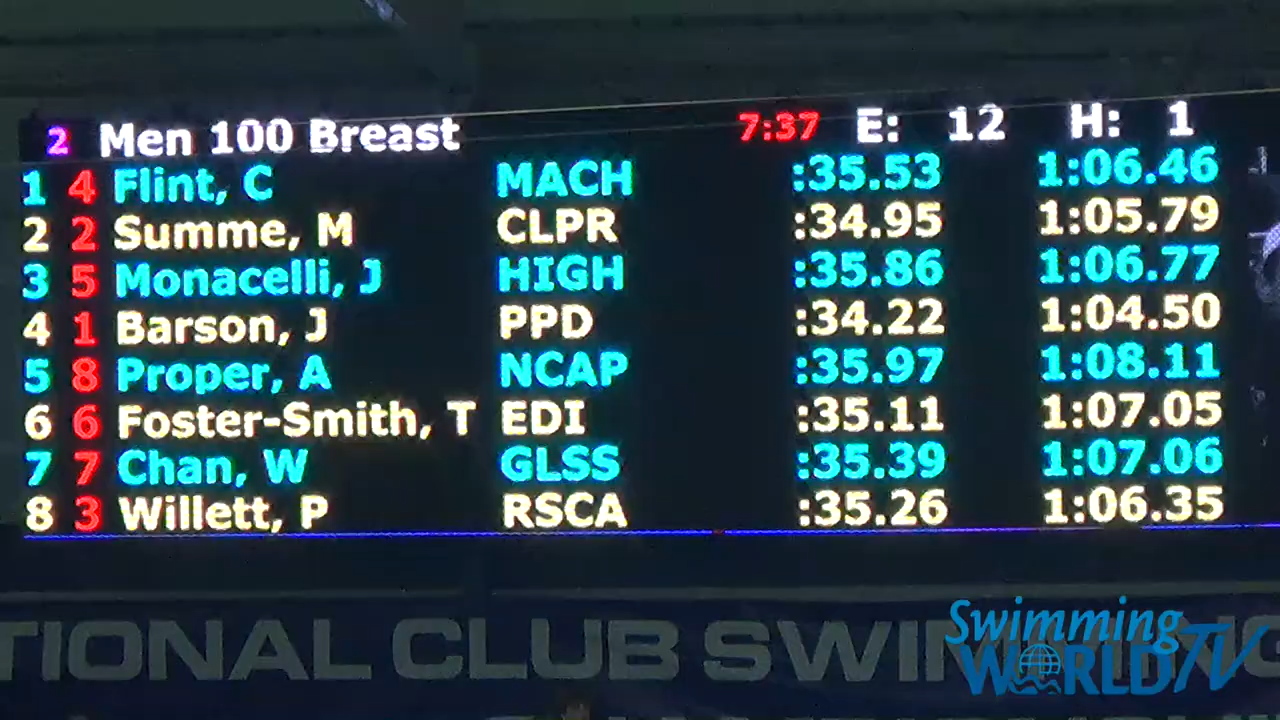 2 Men 100 Breast 7:37 E: 12 H: 1
1 4 Flint, C MACH :35.53 1:06.46
2 2 Summe, M CLPR :34.95 1:05.79
3 5 Monacelli, J HIGH :35.86 1:06.77
4 1 Barson, J PPD :34.22 1:04.50
5 8 Proper, A NCAP :35.97 1:08.11
6 6 Foster-Smith, T EDI :35.11 1:07.05
7 7 Chan, W GLSS :35.39 1:07.06
8 3 Willett, P RSCA :35.26 1:06.35
TIONAL CLUB SWIMMING
Swimming
WORLD TV